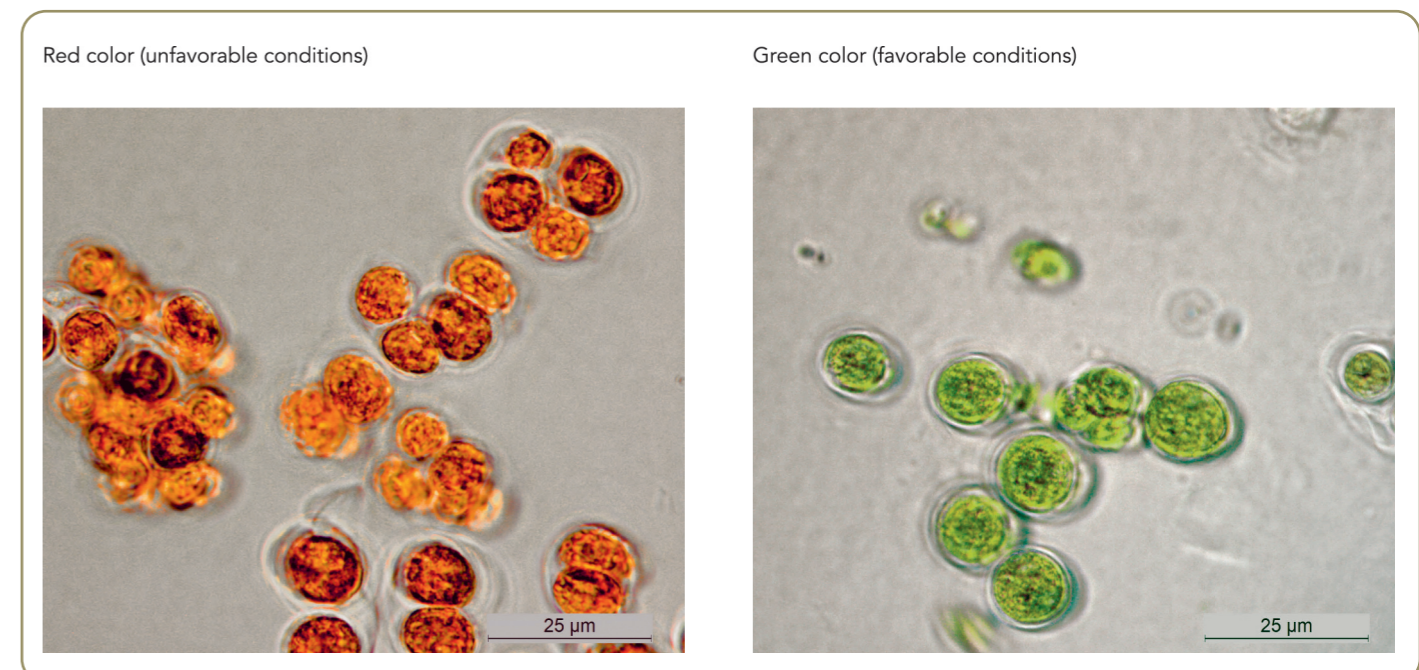 Red color (unfavorable conditions)
Green color (favorable conditions)
25 µm
25 µm